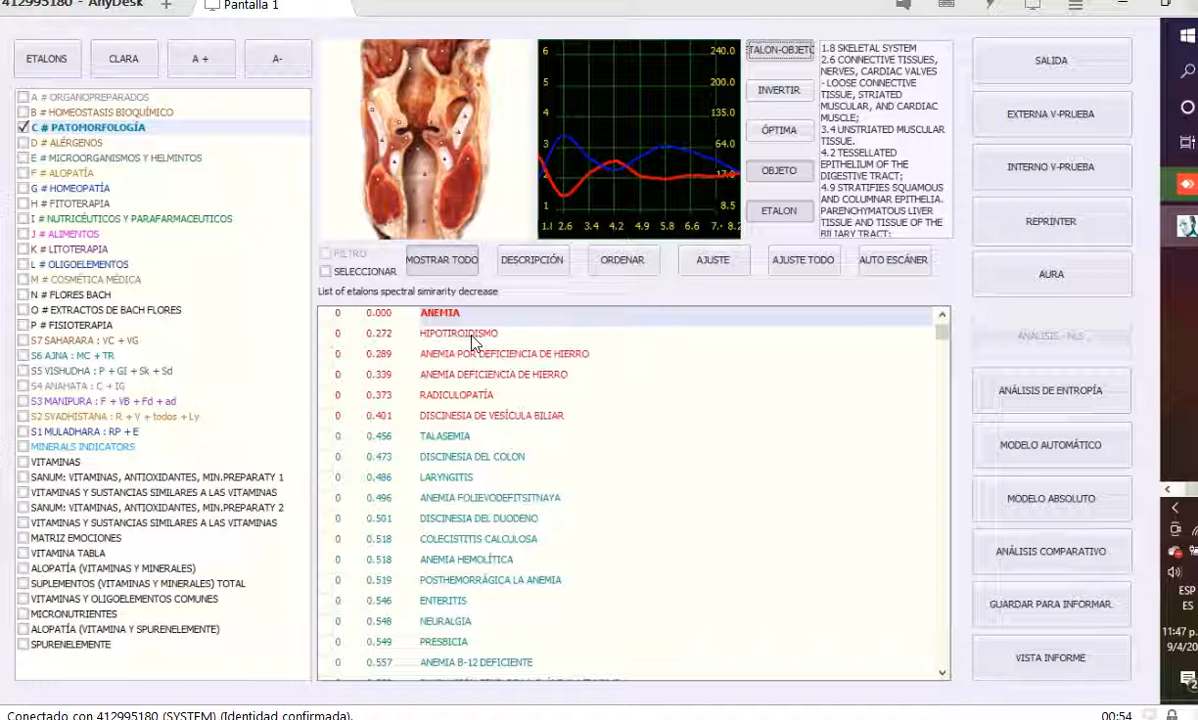 412995180 - AnyDesk
Pantalla 1
ETALONS
CLARA
A +
A-
A # ORGANOPREPARADOS
B # HOMEOSTASIS BIOQUÍMICO
C # PATOMORFOLOGÍA
D # ALÉRGENOS
E # MICROORGANISMOS Y HELMINTOS
F # ALOPATÍA
G # HOMEOPATÍA
H # FITOTERAPIA
I # NUTRICÉUTICOS Y PARAFARMACEUTICOS
J # ALIMENTOS
K # LITOTERAPIA
L # OLIGOELEMENTOS
M # COSMÉTICA MÉDICA
N # FLORES BACH
O # EXTRACTOS DE BACH FLORES
P # FISIOTERAPIA
S7 SAHASRARA : VC + VG
S6 AJNA : MC + TR
S5 VISHUDHA : P + GI + Sk + Sd
S4 ANAHATA : C + IG
S3 MANIPURA : F + VB + Fd + ad
S2 SVADHISTANA : R + V + todos + Ly
S1 MULADHARA : RP + E
MINERALS INDICATORS
VITAMINAS
SANUM: VITAMINAS, ANTIOXIDANTES, MIN.PREPARATY 1
VITAMINAS Y SUSTANCIAS SIMILARES A LAS VITAMINAS
SANUM: VITAMINAS, ANTIOXIDANTES, MIN.PREPARATY 2
VITAMINAS Y SUSTANCIAS SIMILARES A LAS VITAMINAS
MATRIZ EMOCIONES
VITAMINA TABLA
ALOPATÍA (VITAMINAS Y MINERALES)
SUPLEMENTOS (VITAMINAS Y MINERALES) TOTAL
VITAMINAS Y OLIGOELEMENTOS COMUNES
MICRONUTRIENTES
ALOPATÍA (VITAMINA Y SPURENELEMENTE)
SPURENELEMENTE
6 240.0
5 200.0
4 135.0
3 64.0
2 17.0
1 8.5
1.8 2.6 3.4 4.2 4.9 5.8 6.6 7.4 8.2
TALON-OBJETO
INVERTIR
ÓPTIMA
OBJETO
ETALON
1.8 SKELETAL SYSTEM
2.6 CONNECTIVE TISSUES,
NERVES, CARDIAC VALVES
- LOOSE CONNECTIVE
TISSUE, STRIATED
MUSCULAR, AND CARDIAC
MUSCLE;
3.4 UNSTRIATED MUSCULAR
TISSUE.
4.2 TESSELLATED
EPITHELIUM OF THE
DIGESTIVE TRACT;
4.9 STRATIFIES SQUAMOUS
AND COLUMNAR EPITHELIA.
PARENCHYMATOUS LIVER
TISSUE AND TISSUE OF THE
BILIARY TRACT;
FILTRO
SELECCIONAR
MOSTRAR TODO
DESCRIPCIÓN
ORDENAR
AJUSTE
AJUSTE TODO
AUTO ESCÁNER
List of etalons spectral simirarity decrease
0 0.000 ANEMIA
0 0.272 HIPOTIROIDISMO
0 0.289 ANEMIA POR DEFICIENCIA DE HIERRO
0 0.339 ANEMIA DEFICIENCIA DE HIERRO
0 0.373 RADICULOPATÍA
0 0.401 DISCINESIA DE VESÍCULA BILIAR
0 0.456 TALASEMIA
0 0.473 DISCINESIA DEL COLON
0 0.486 LARYNGITIS
0 0.496 ANEMIA FOLIEVODEFITSITNAYA
0 0.501 DISCINESIA DEL DUODENO
0 0.518 COLECISTITIS CALCULOSA
0 0.518 ANEMIA HEMOLÍTICA
0 0.519 POSTHEMORRÁGICA LA ANEMIA
0 0.546 ENTERITIS
0 0.548 NEURALGIA
0 0.549 PRESBICIA
0 0.557 ANEMIA B-12 DEFICIENTE
SALIDA
EXTERNA V-PRUEBA
INTERNO V-PRUEBA
REPRINTER
AURA
ANALISIS - NLS
ANÁLISIS DE ENTROPÍA
MODELO AUTOMÁTICO
MODELO ABSOLUTO
ANÁLISIS COMPARATIVO
GUARDAR PARA INFORMAR
VISTA INFORME
ESP
ES
11:47 p.
9/4/20
Conectado con 412995180 (SYSTEM) (Identidad confirmada).
00:54